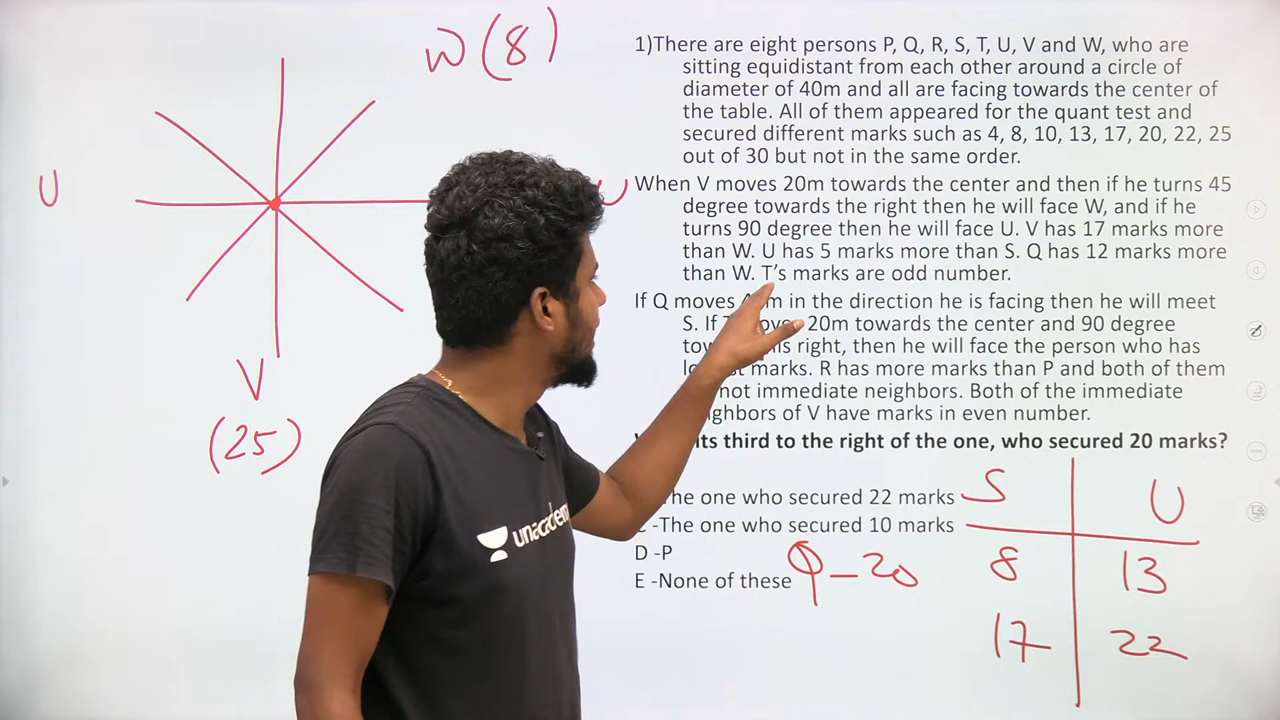 W (8)
U
U
V
(25)
1)There are eight persons P, Q, R, S, T, U, V and W, who are
sitting equidistant from each other around a circle of
diameter of 40m and all are facing towards the center of
the table. All of them appeared for the quant test and
secured different marks such as 4, 8, 10, 13, 17, 20, 22, 25
out of 30 but not in the same order.
When V moves 20m towards the center and then if he turns 45
degree towards the right then he will face W, and if he
turns 90 degree then he will face U. V has 17 marks more
than W. U has 5 marks more than S. Q has 12 marks more
than W. T's marks are odd number.
If Q moves in the direction he is facing then he will meet
S. If 20m towards the center and 90 degree
right, then he will face the person who has
marks. R has more marks than P and both of them
not immediate neighbors. Both of the immediate
of V have marks in even number.
third to the right of the one, who secured 20 marks?
The one who secured 22 marks
-The one who secured 10 marks
D -P
E -None of these
Q - 20
S U
8 13
17 22
unacademy